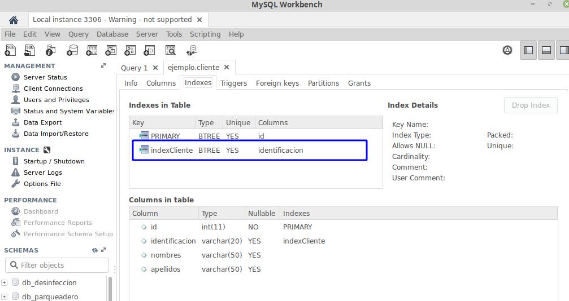 MySQL Workbench
Local instance 3306 - Warning - not supported
File Edit View Query Database Server Tools Scripting Help
MANAGEMENT
Server Status
Client Connections
Users and Privileges
Status and System Variables
Data Export
Data Import/Restore
INSTANCE
Startup / Shutdown
Server Logs
Options File
PERFORMANCE
Dashboard
Performance Reports
Performance Schema Setup
SCHEMAS
Filter objects
db_desinfeccion
db_parqueadero
Query 1 ejemplo.cliente
Info Columns Indexes Triggers Foreign keys Partitions Grants
Indexes in Table
Key Type Unique Columns
PRIMARY BTREE YES id
indexCliente BTREE YES identificacion
Index Details
Drop Index
Key Name:
Index Type: Packed:
Allows NULL: Unique:
Cardinality:
Comment:
User Comment:
Columns in table
Column Type Nullable Indexes
id int(11) NO PRIMARY
identificacion varchar(20) YES indexCliente
nombres varchar(50) YES
apellidos varchar(50) YES